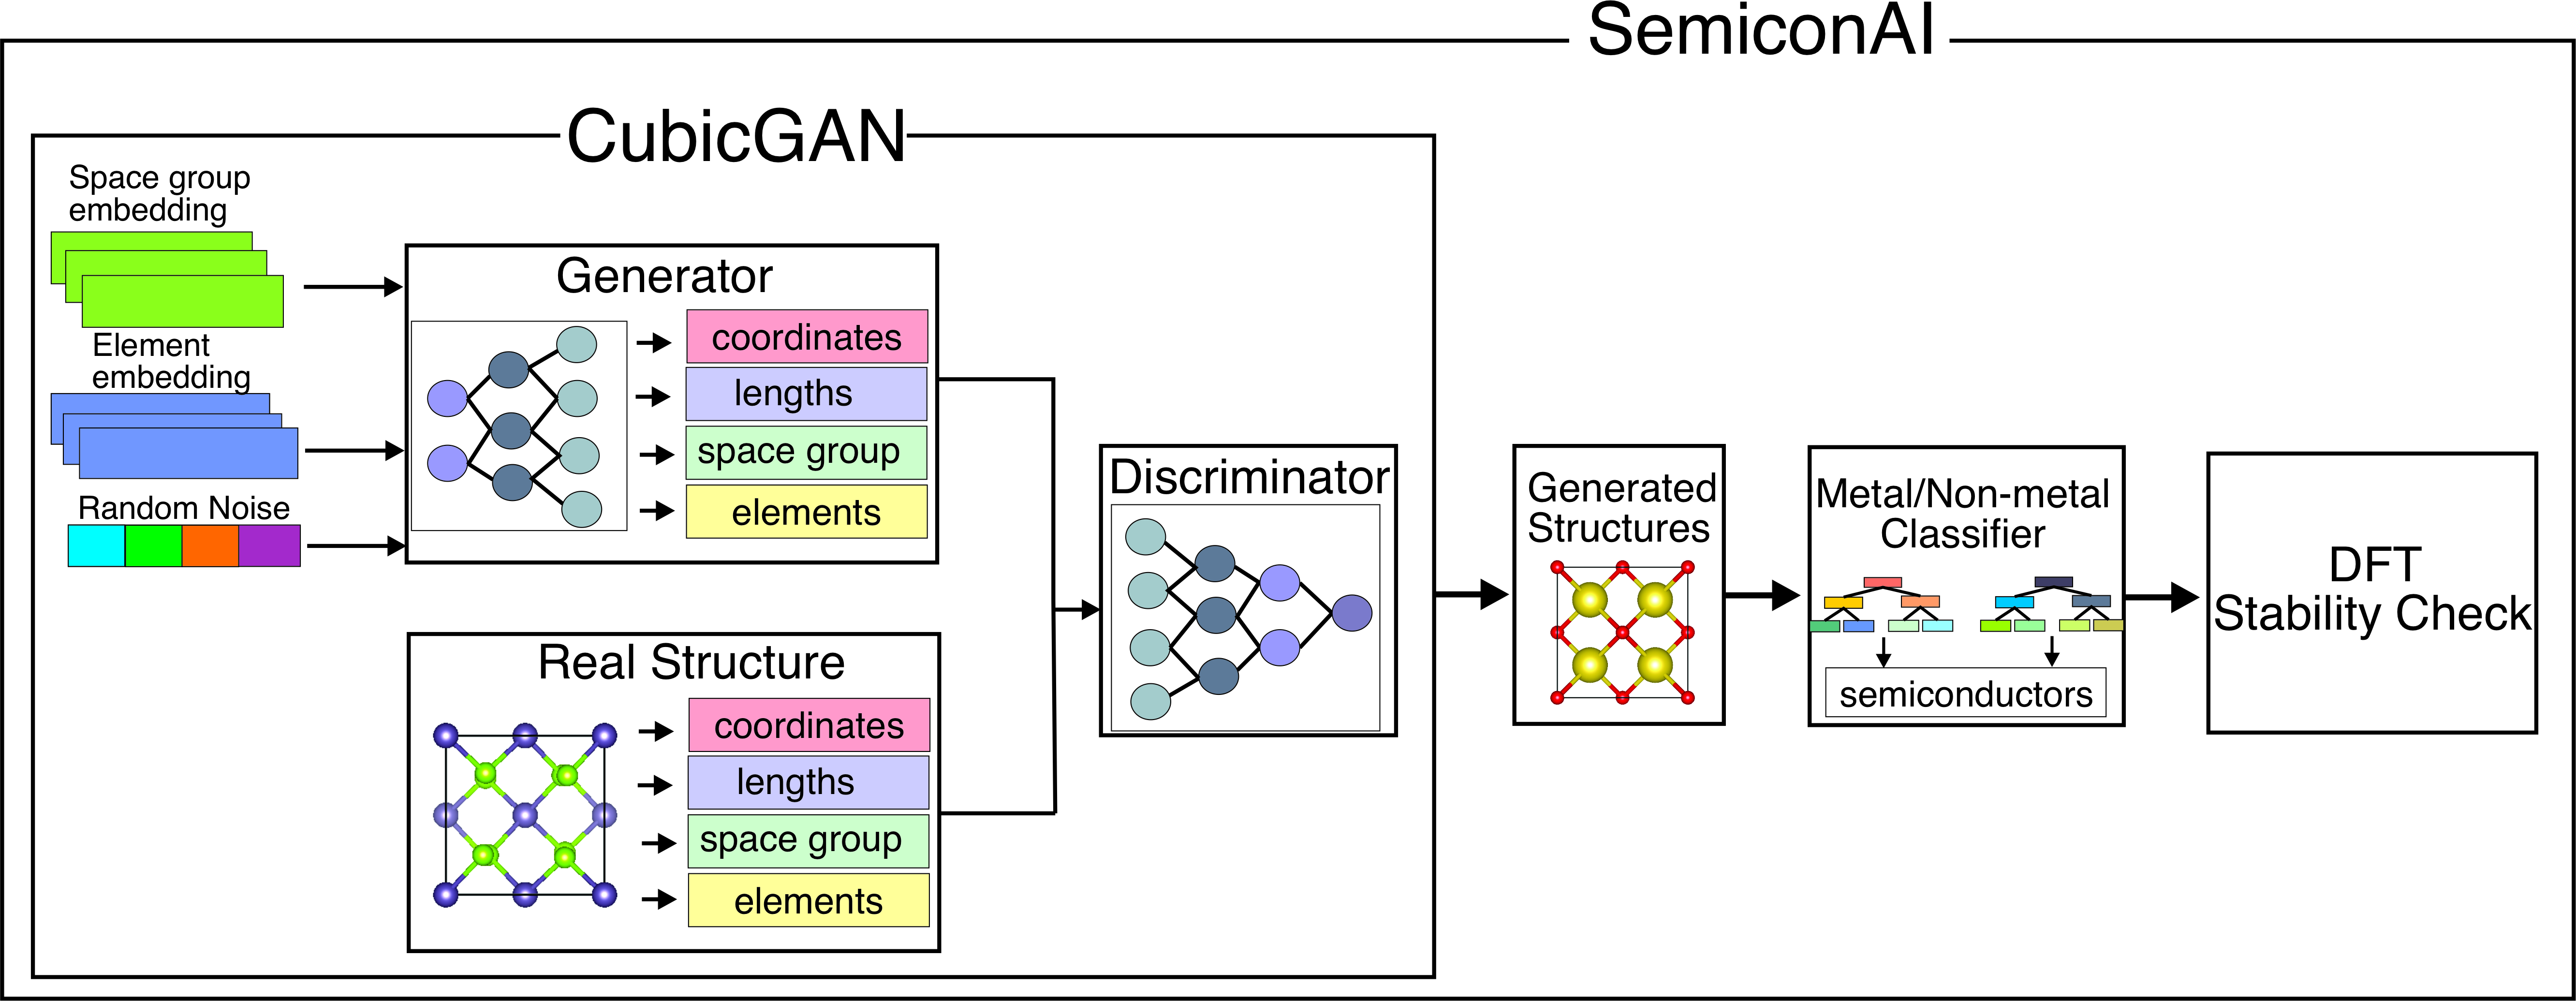 SemiconAI
CubicGAN
Space group
embedding
Element
embedding
Random Noise
Generator
coordinates
lengths
space group
elements
Real Structure
coordinates
lengths
space group
elements
Discriminator
Generated
Structures
Metal/Non-metal
Classifier
semiconductors
DFT
Stability Check